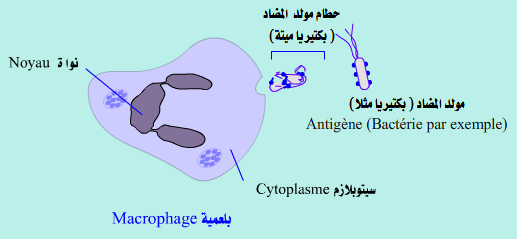 حطام مولد المضاد
( بكتيريا ميتة)
Noyau نواة
مولد المضاد ( بكتيريا مثلا)
Antigène (Bactérie par exemple)
Cytoplasme سيتوبلازم
Macrophage بلعمية